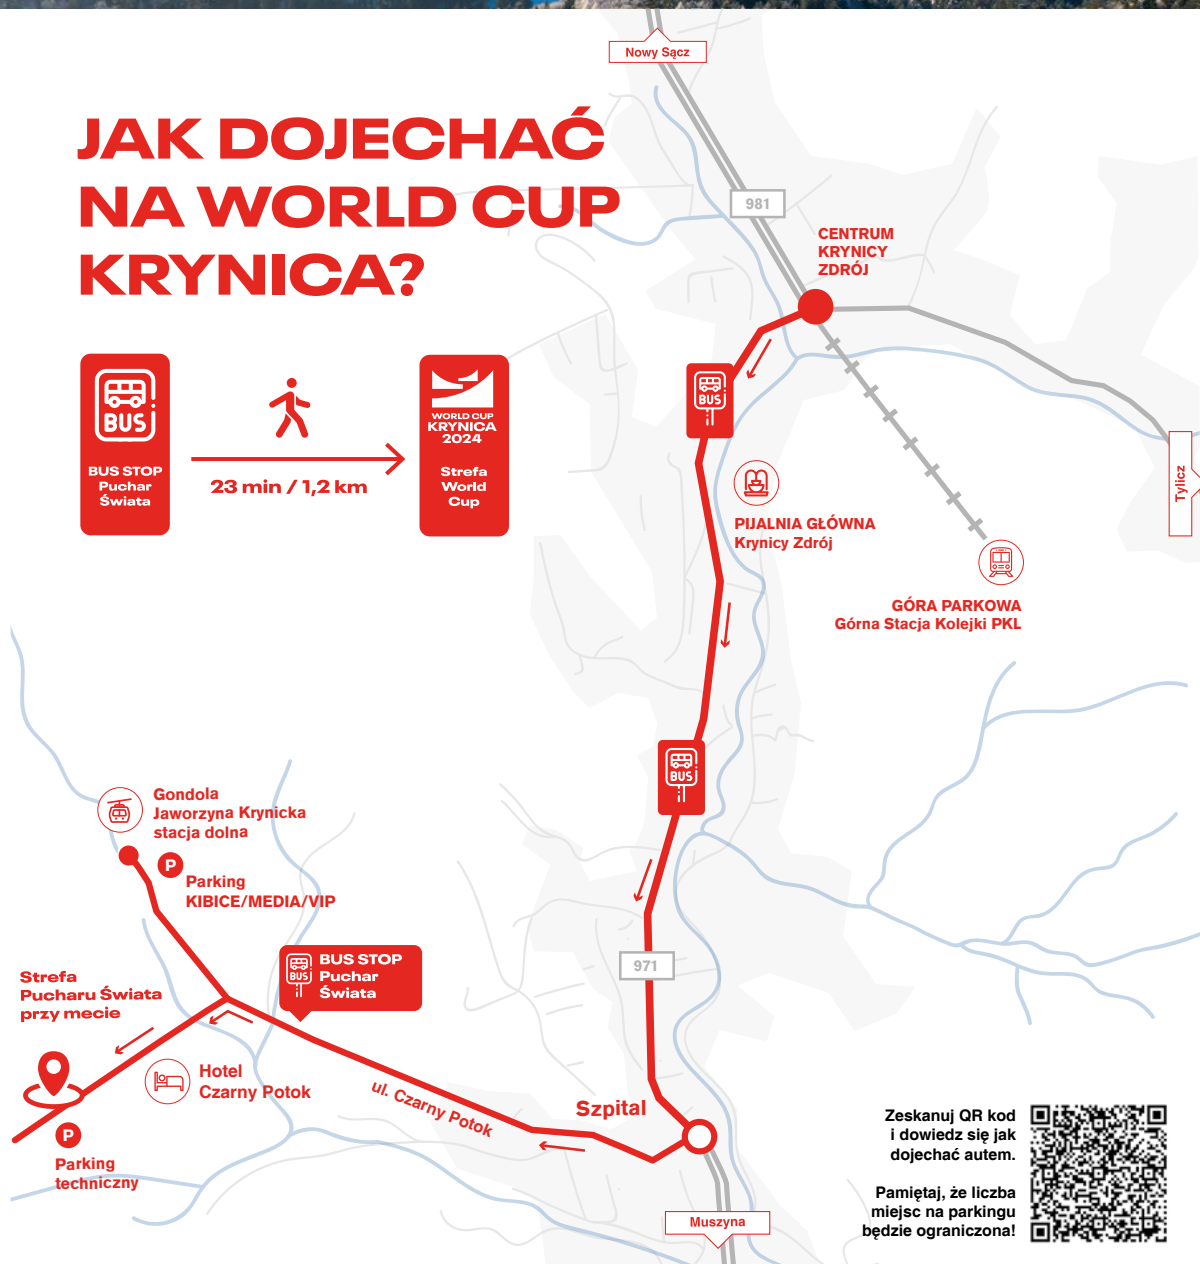 Nowy Sącz
JAK DOJECHAĆ
NA WORLD CUP
KRYNICA?
981
CENTRUM
KRYNICY
ZDRÓJ
BUS
BUS STOP
Puchar
Świata
23 min / 1,2 km
WORLD CUP
KRYNICA
2024
Strefa
World
Cup
BUS
Tylicz
PIJALNIA GŁÓWNA
Krynicy Zdrój
GÓRA PARKOWA
Górna Stacja Kolejki PKL
BUS
Gondola
Jaworzyna Krynicka
stacja dolna
P
Parking
KIBICE/MEDIA/VIP
BUS
BUS STOP
Puchar
Świata
971
Strefa
Pucharu Świata
przy mecie
Hotel
Czarny Potok
ul. Czarny Potok
Szpital
P
Parking
techniczny
Muszyna
Zeskanuj QR kod
i dowiedz się jak
dojechać autem.
Pamiętaj, że liczba
miejsc na parkingu
będzie ograniczona!